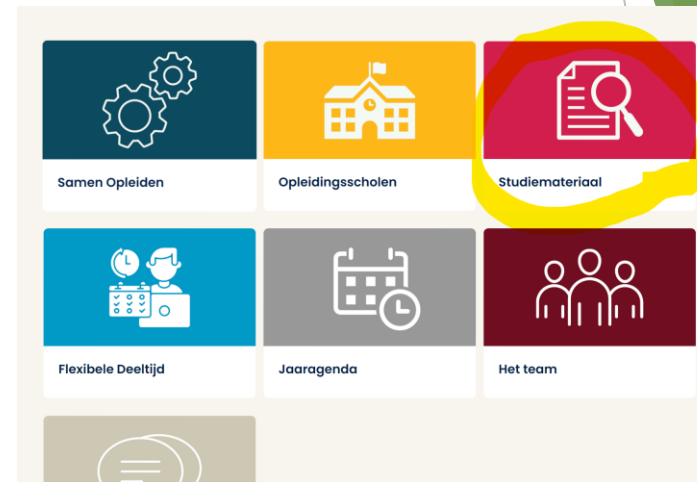 Samen Opleiden
Opleidingsscholen
Studiemateriaal
Flexibele Deeltijd
Jaaragenda
Het team